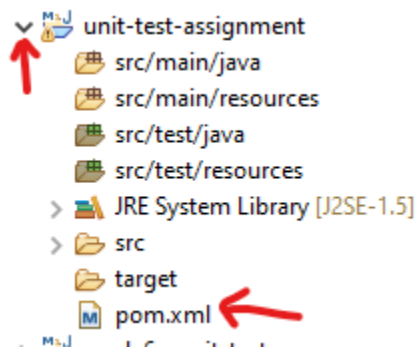 unit-test-assignment
src/main/java
src/main/resources
src/test/java
src/test/resources
JRE System Library [J2SE-1.5]
src
target
pom.xml